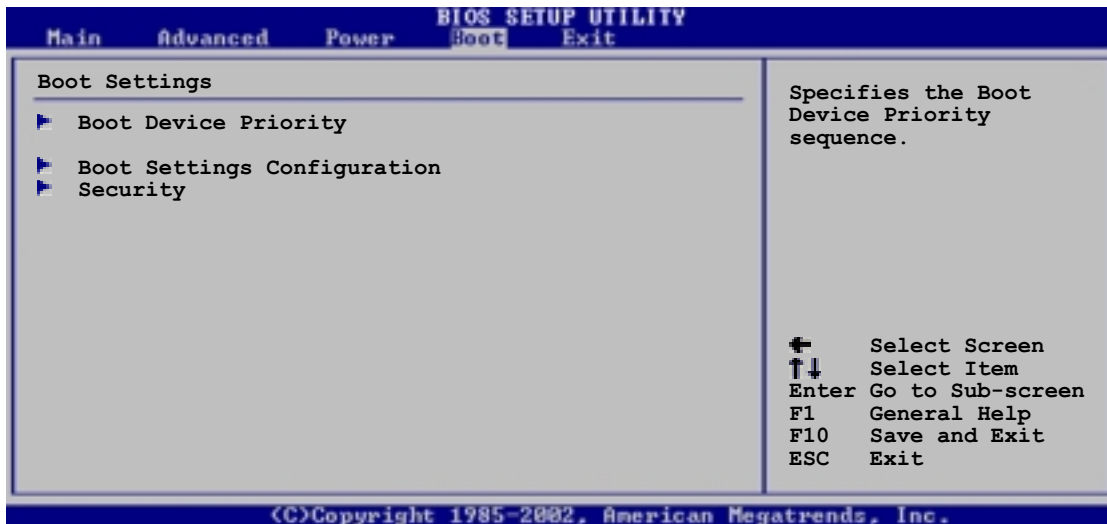 BIOS SETUP UTILITY
Main Advanced Power Boot Exit
Boot Settings
Boot Device Priority
Boot Settings Configuration
Security
Specifies the Boot
Device Priority
sequence.
← Select Screen
↑↓ Select Item
Enter Go to Sub-screen
F1 General Help
F10 Save and Exit
ESC Exit
(C)Copyright 1985-2002, American Megatrends, Inc.